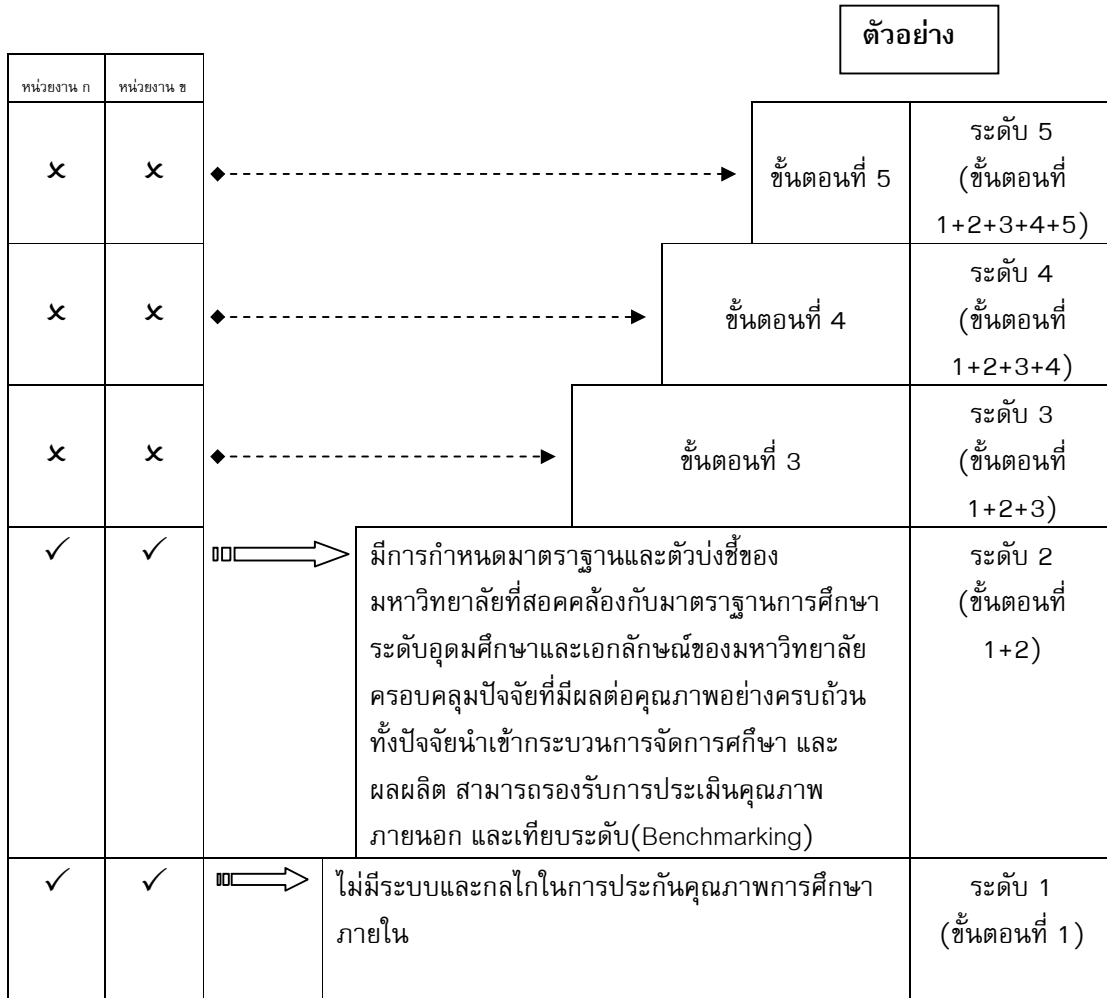 ตัวอย่าง
หน่วยงาน ก หน่วยงาน ข
✗ ✗ ขั้นตอนที่ 5 ระดับ 5
(ขั้นตอนที่
1+2+3+4+5)
✗ ✗ ขั้นตอนที่ 4 ระดับ 4
(ขั้นตอนที่
1+2+3+4)
✗ ✗ ขั้นตอนที่ 3 ระดับ 3
(ขั้นตอนที่
1+2+3)
✓ ✓ มีการกำหนดมาตราฐานและตัวบ่งชี้ของ ระดับ 2
มหาวิทยาลัยที่สอคคล้องกับมาตราฐานการศึกษา (ขั้นตอนที่
ระดับอุดมศึกษาและเอกลักษณ์ของมหาวิทยาลัย 1+2)
ครอบคลุมปัจจัยที่มีผลต่อคุณภาพอย่างครบถ้วน
ทั้งปัจจัยนำเข้ากระบวนการจัดการศกึษา และ
ผลผลิต สามารถรองรับการประเมินคุณภาพ
ภายนอก และเทียบระดับ(Benchmarking)
✓ ✓ ไม่มีระบบและกลไกในการประกันคุณภาพการศึกษา ระดับ 1
ภายใน (ขั้นตอนที่ 1)